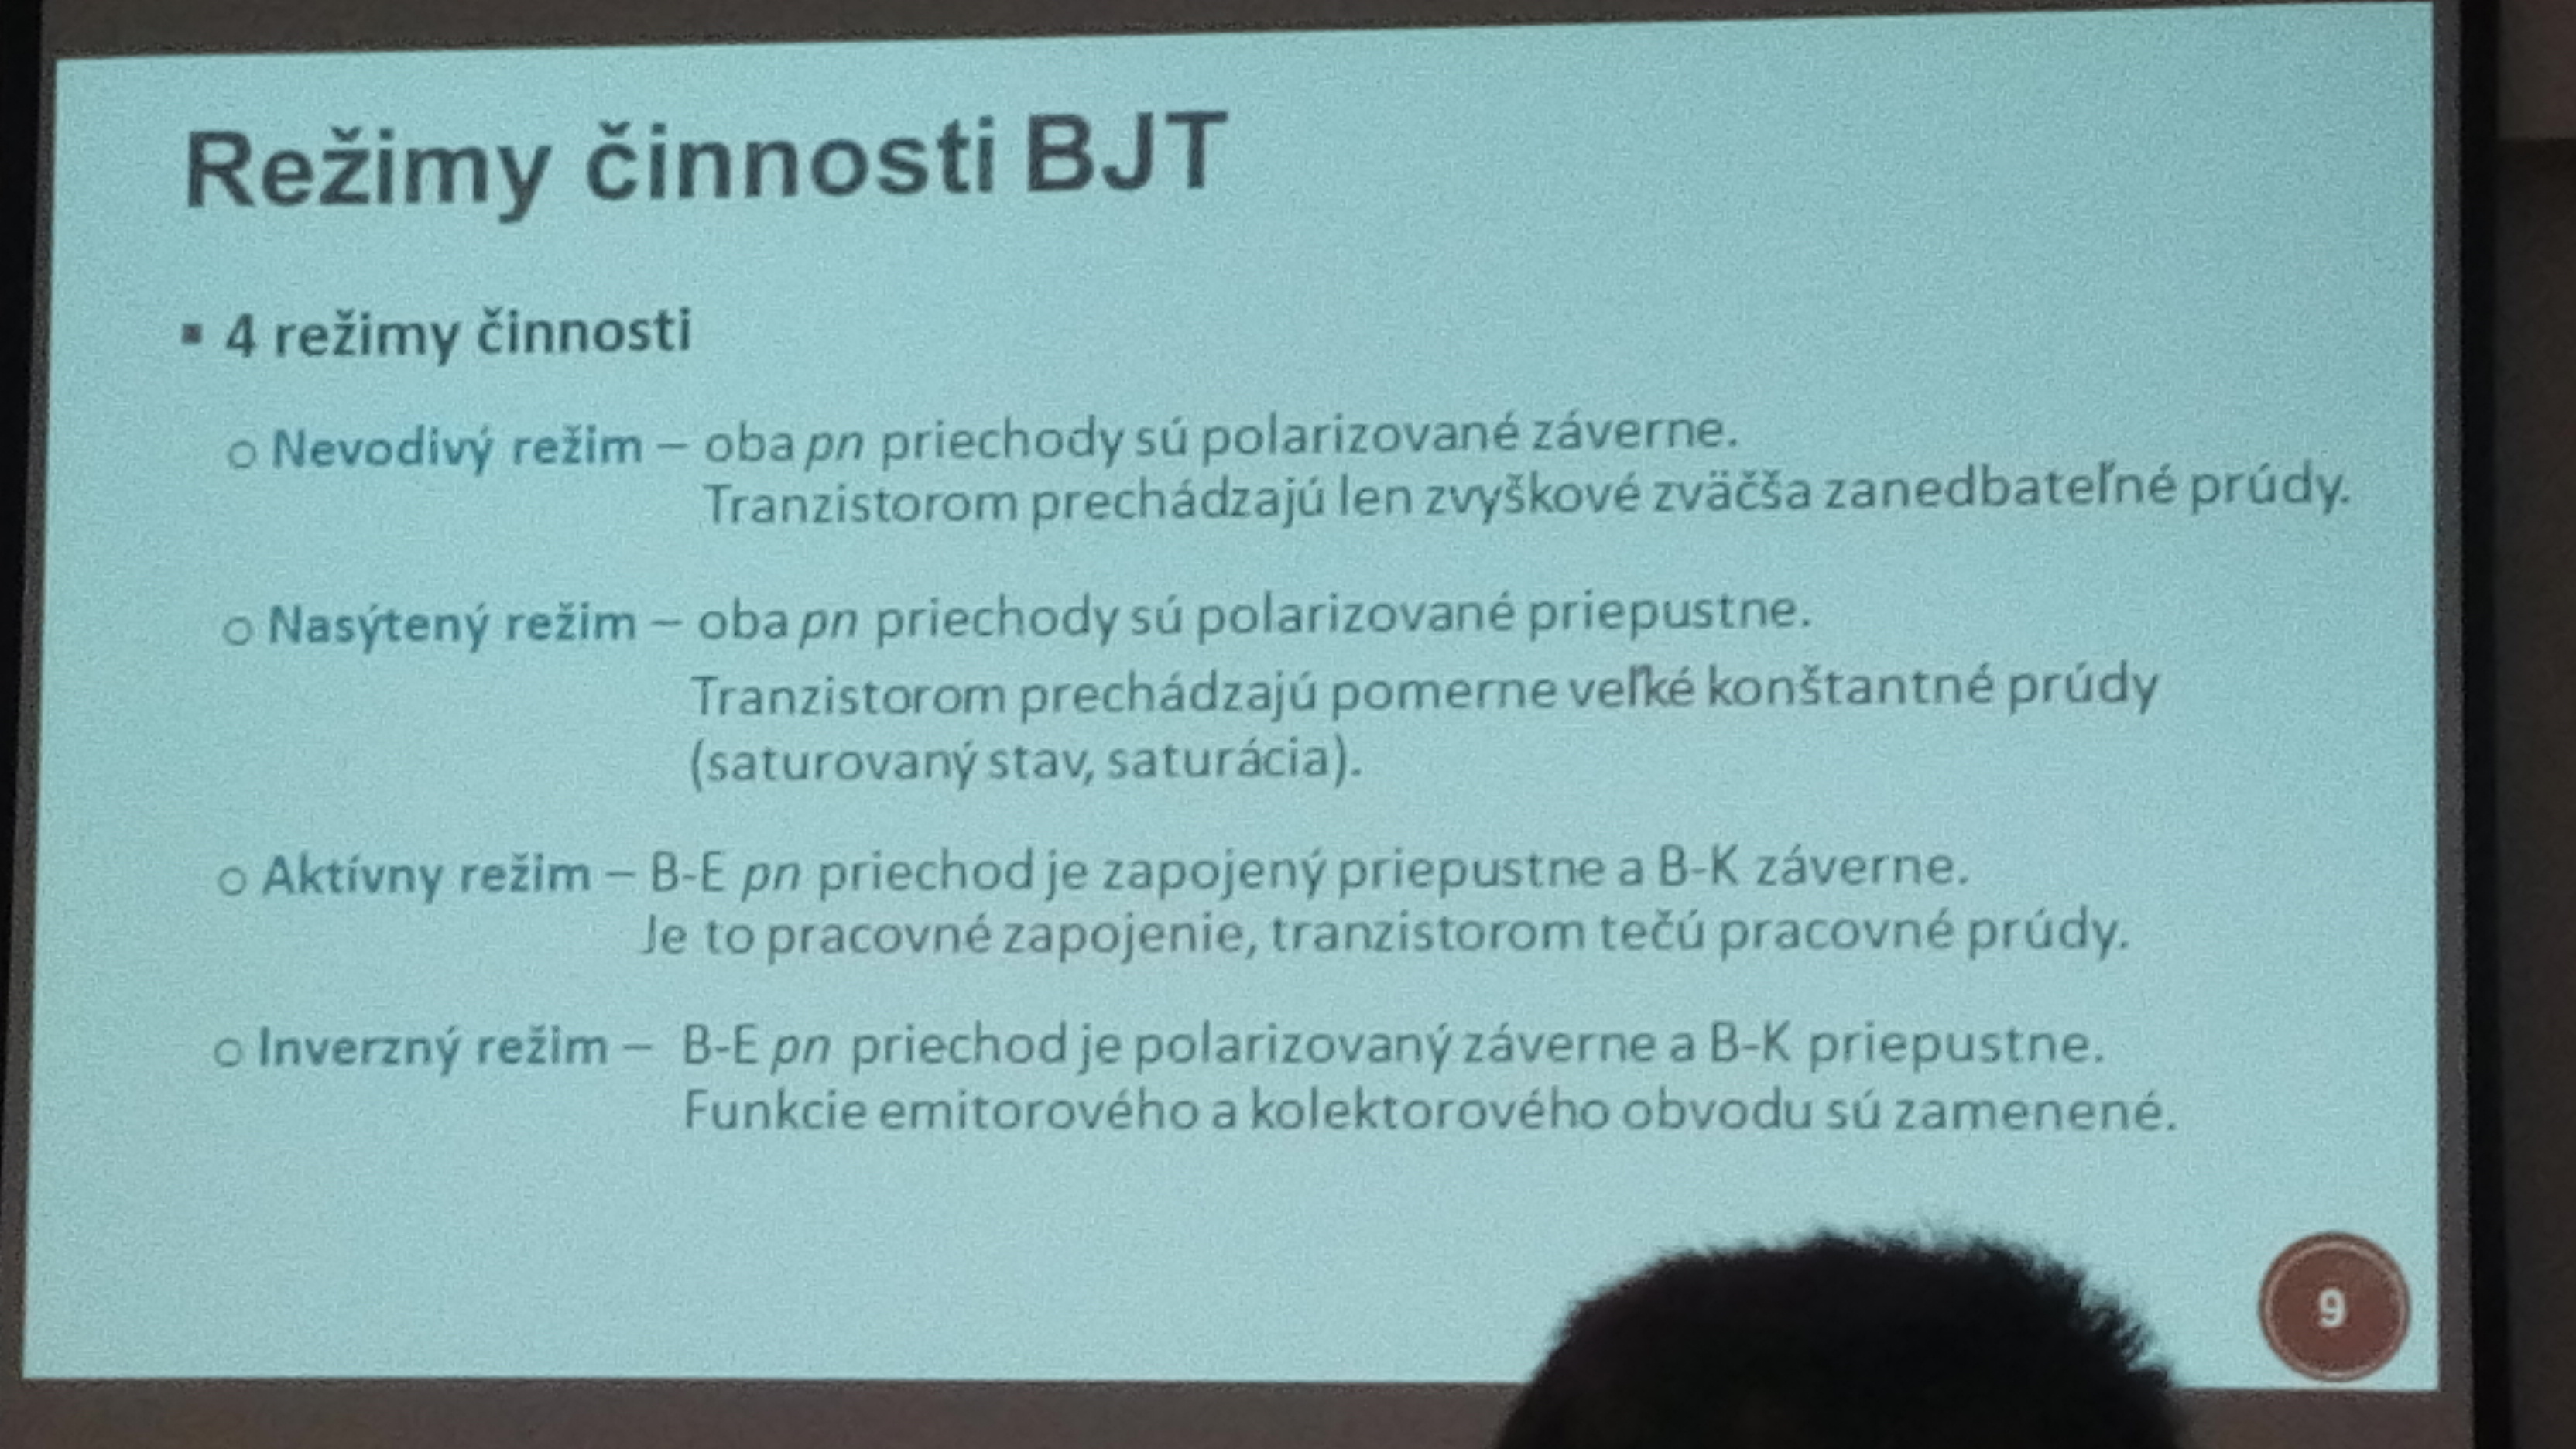 Režimy činnosti BJT
▪ 4 režimy činnosti
o Nevodivý režim – oba pn priechody sú polarizované záverne.
Tranzistorom prechádzajú len zvyškové zväčša zanedbateľné prúdy.
o Nasýtený režim – oba pn priechody sú polarizované priepustne.
Tranzistorom prechádzajú pomerne veľké konštantné prúdy
(saturovaný stav, saturácia).
o Aktívny režim – B-E pn priechod je zapojený priepustne a B-K záverne.
Je to pracovné zapojenie, tranzistorom tečú pracovné prúdy.
o Inverzný režim – B-E pn priechod je polarizovaný záverne a B-K priepustne.
Funkcie emitorového a kolektorového obvodu sú zamenené.
9